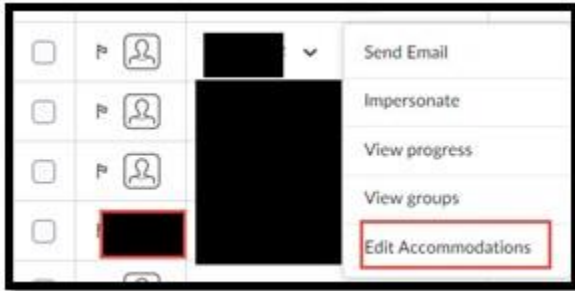 Send Email
Impersonate
View progress
View groups
Edit Accommodations